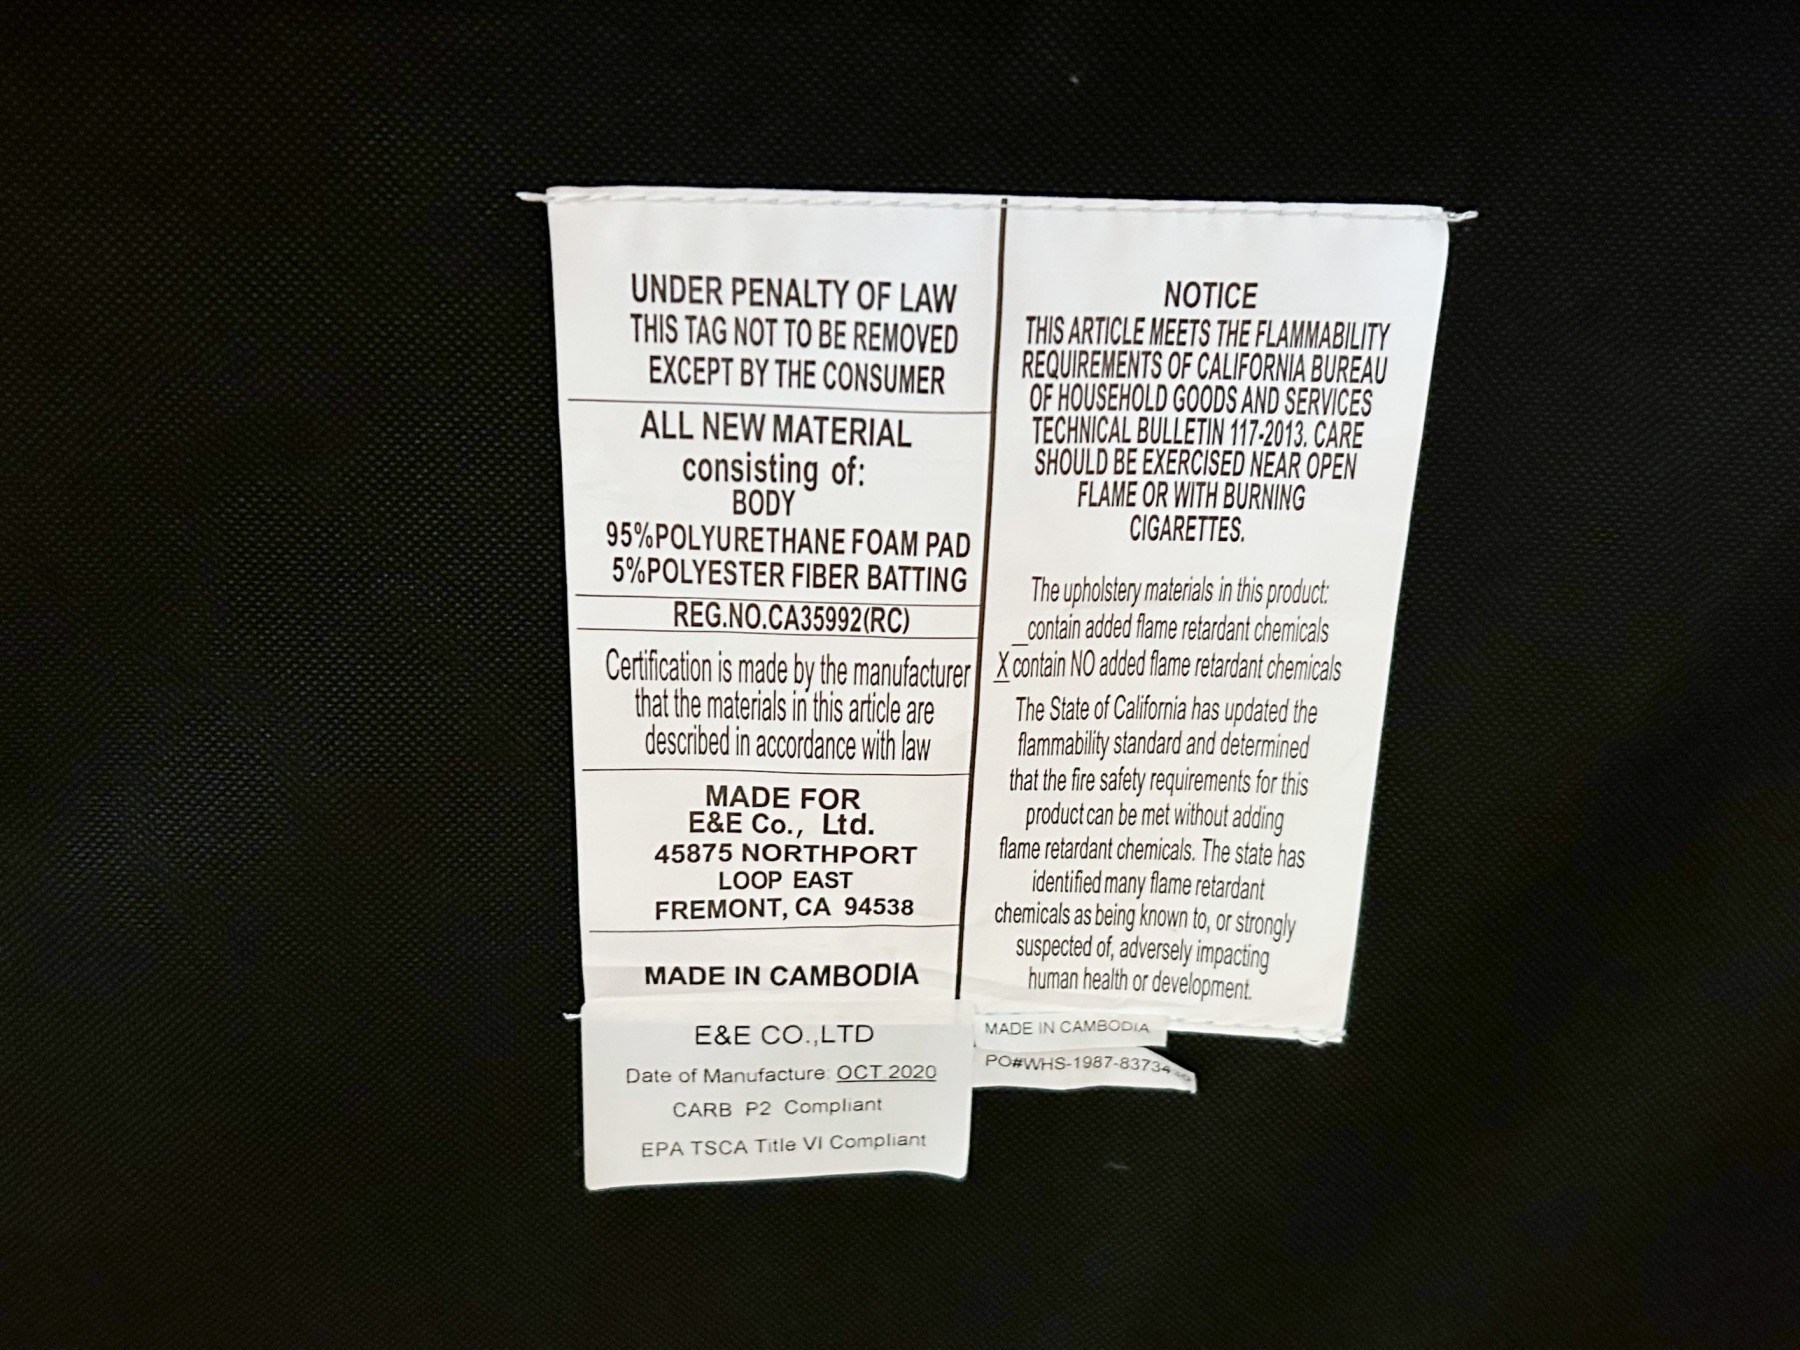 UNDER PENALTY OF LAW
THIS TAG NOT TO BE REMOVED
EXCEPT BY THE CONSUMER
ALL NEW MATERIAL
consisting of:
BODY
95%POLYURETHANE FOAM PAD
5%POLYESTER FIBER BATTING
REG.NO.CA35992(RC)
Certification is made by the manufacturer
that the materials in this article are
described in accordance with law
MADE FOR
E&E Co., Ltd.
45875 NORTHPORT
LOOP EAST
FREMONT, CA 94538
MADE IN CAMBODIA
E&E CO.,LTD
Date of Manufacture: OCT 2020
CARB P2 Compliant
EPA TSCA Title VI Compliant
NOTICE
THIS ARTICLE MEETS THE FLAMMABILITY
REQUIREMENTS OF CALIFORNIA BUREAU
OF HOUSEHOLD GOODS AND SERVICES
TECHNICAL BULLETIN 117-2013. CARE
SHOULD BE EXERCISED NEAR OPEN
FLAME OR WITH BURNING
CIGARETTES.
The upholstery materials in this product:
_contain added flame retardant chemicals
X contain NO added flame retardant chemicals
The State of California has updated the
flammability standard and determined
that the fire safety requirements for this
product can be met without adding
flame retardant chemicals. The state has
identified many flame retardant
chemicals as being known to, or strongly
suspected of, adversely impacting
human health or development.
MADE IN CAMBODIA